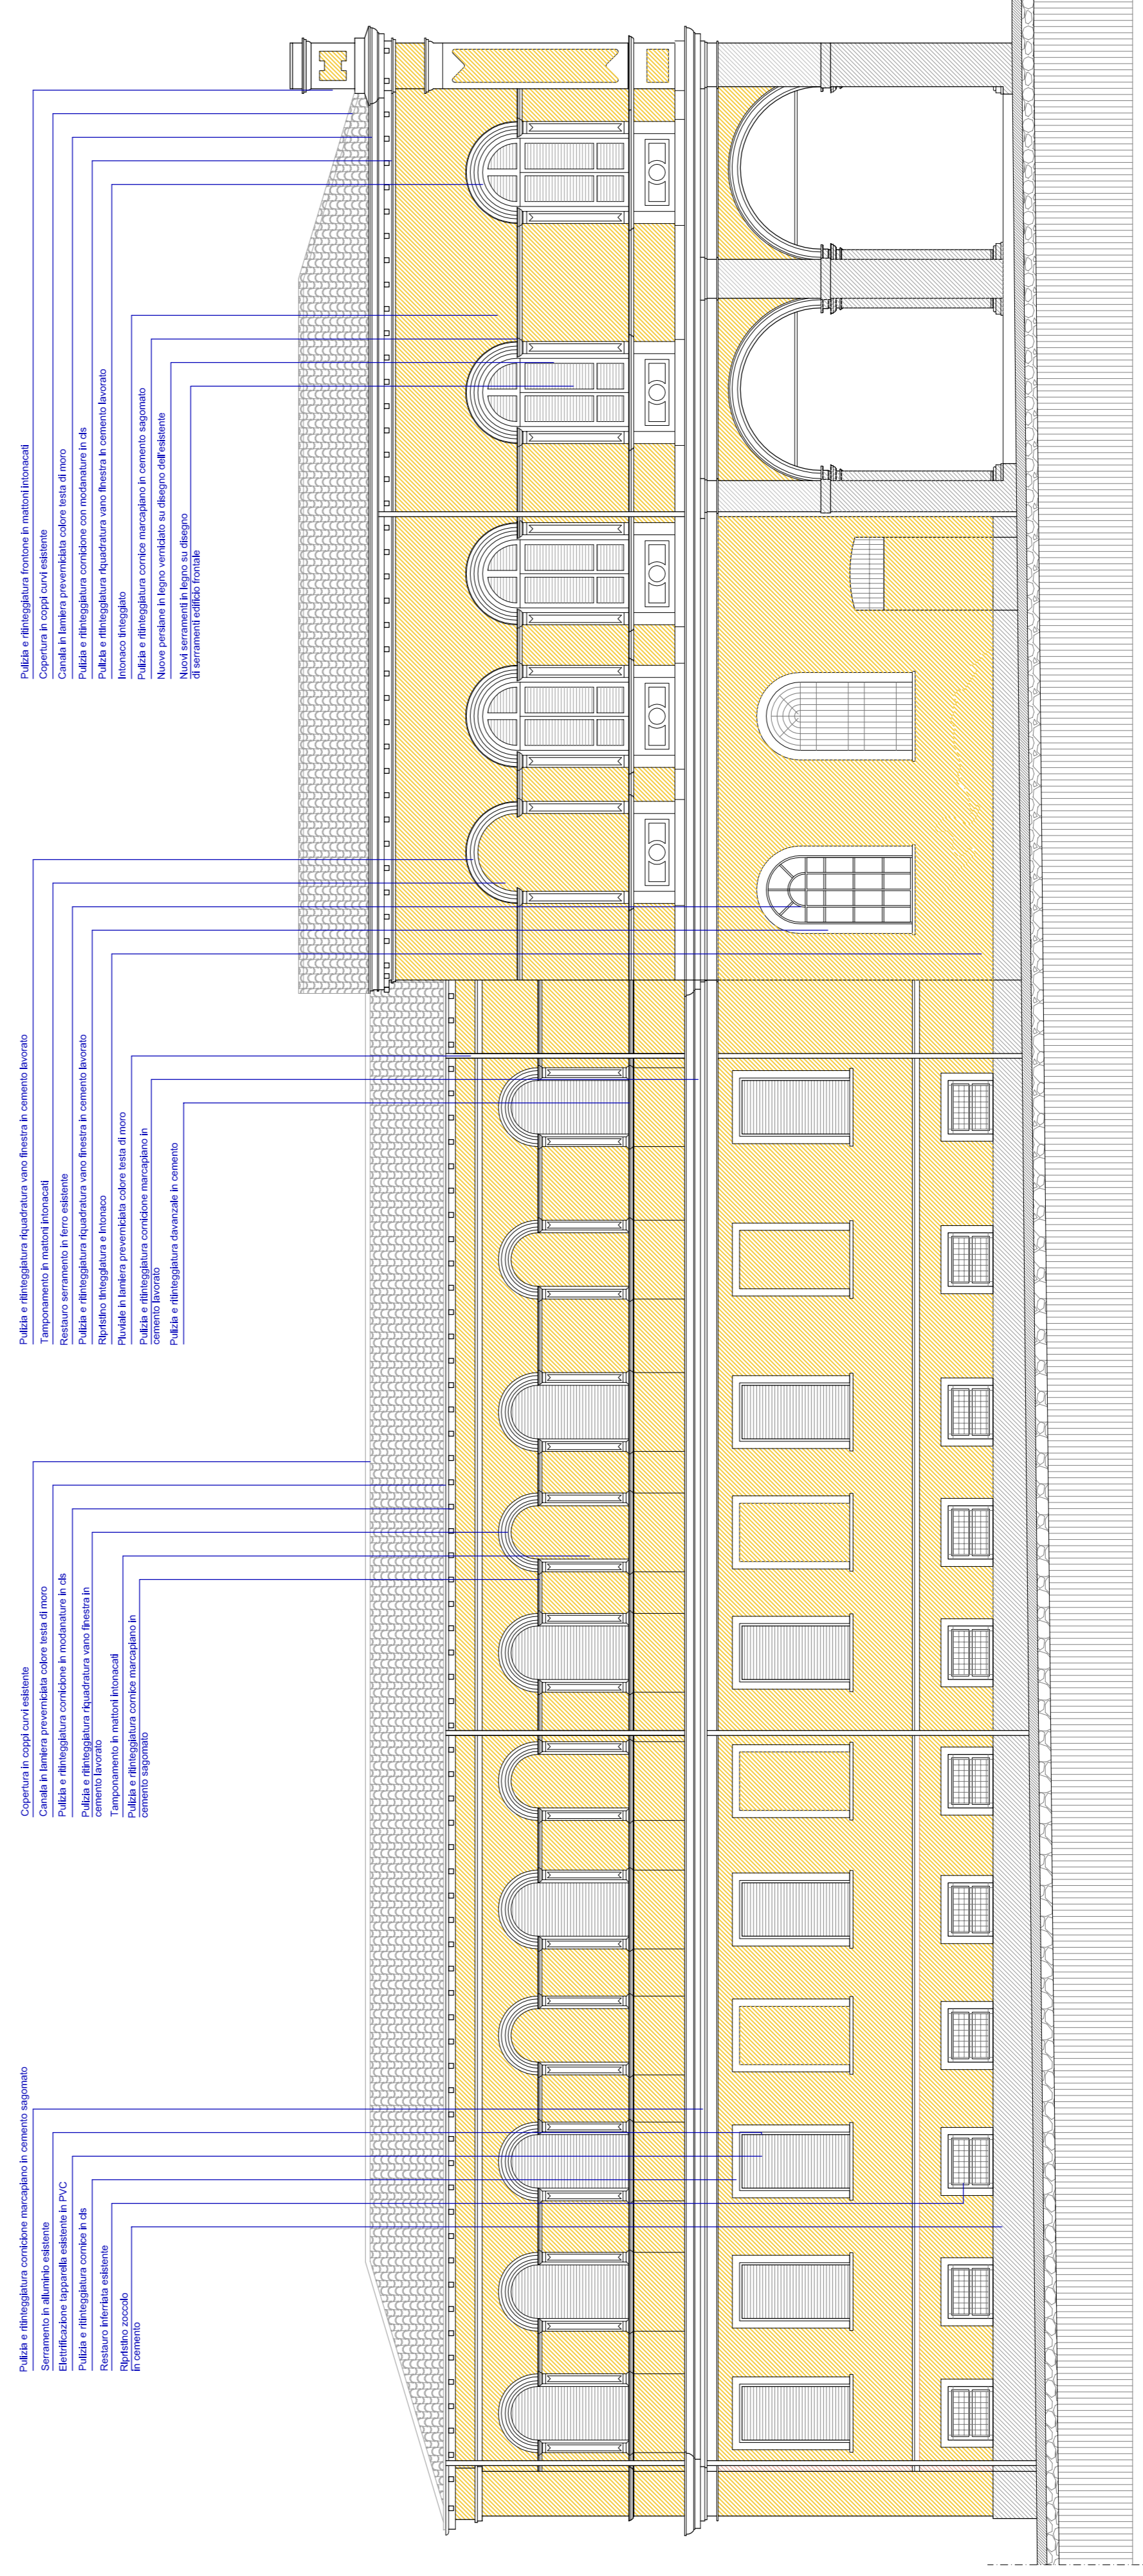 Pulizia e ritinteggiatura cornicione marcapiano in cemento sagomato
Serramento in alluminio esistente
Elettrificazione tapparella esistente in PVC
Pulizia e ritinteggiatura cornice in cls
Restauro inferriata esistente
Ripristino zoccolo
in cemento
Copertura in coppi curvi esistente
Canala in lamiera preverniciata colore testa di moro
Pulizia e ritinteggiatura cornicione in modanature in cls
Pulizia e ritinteggiatura riquadratura vano finestra in
cemento lavorato
Tamponamento in mattoni intonacati
Pulizia e ritinteggiatura cornice marcapiano in
cemento sagomato
Pulizia e ritinteggiatura riquadratura vano finestra in cemento lavorato
Tamponamento in mattoni intonacati
Restauro serramento in ferro esistente
Pulizia e ritinteggiatura riquadratura vano finestra in cemento lavorato
Ripristino tinteggiatura e intonaco
Pluviale in lamiera preverniciata colore testa di moro
Pulizia e ritinteggiatura cornicione marcapiano in
cemento lavorato
Pulizia e ritinteggiatura davanzale in cemento
Pulizia e ritinteggiatura frontone in mattoni intonacati
Copertura in coppi curvi esistente
Canala in lamiera preverniciata colore testa di moro
Pulizia e ritinteggiatura cornicione con modanature in cls
Pulizia e ritinteggiatura riquadratura vano finestra in cemento lavorato
Intonaco tinteggiato
Pulizia e ritinteggiatura cornice marcapiano in cemento sagomato
Nuove persiane in legno verniciato su disegno dell'esistente
Nuovi serramenti in legno su disegno
di serramenti edificio frontale